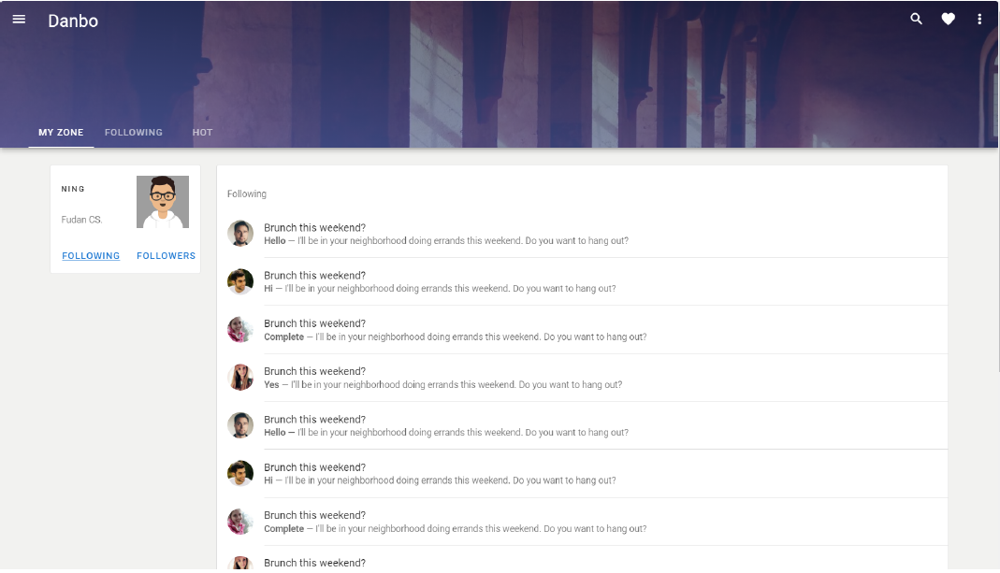 Danbo
MY ZONE FOLLOWING HOT
NING
Fudan CS.
FOLLOWING FOLLOWERS
Following
Brunch this weekend?
Hello — I'll be in your neighborhood doing errands this weekend. Do you want to hang out?
Brunch this weekend?
Hi — I'll be in your neighborhood doing errands this weekend. Do you want to hang out?
Brunch this weekend?
Complete — I'll be in your neighborhood doing errands this weekend. Do you want to hang out?
Brunch this weekend?
Yes — I'll be in your neighborhood doing errands this weekend. Do you want to hang out?
Brunch this weekend?
Hello — I'll be in your neighborhood doing errands this weekend. Do you want to hang out?
Brunch this weekend?
Hi — I'll be in your neighborhood doing errands this weekend. Do you want to hang out?
Brunch this weekend?
Complete — I'll be in your neighborhood doing errands this weekend. Do you want to hang out?
Brunch this weekend?